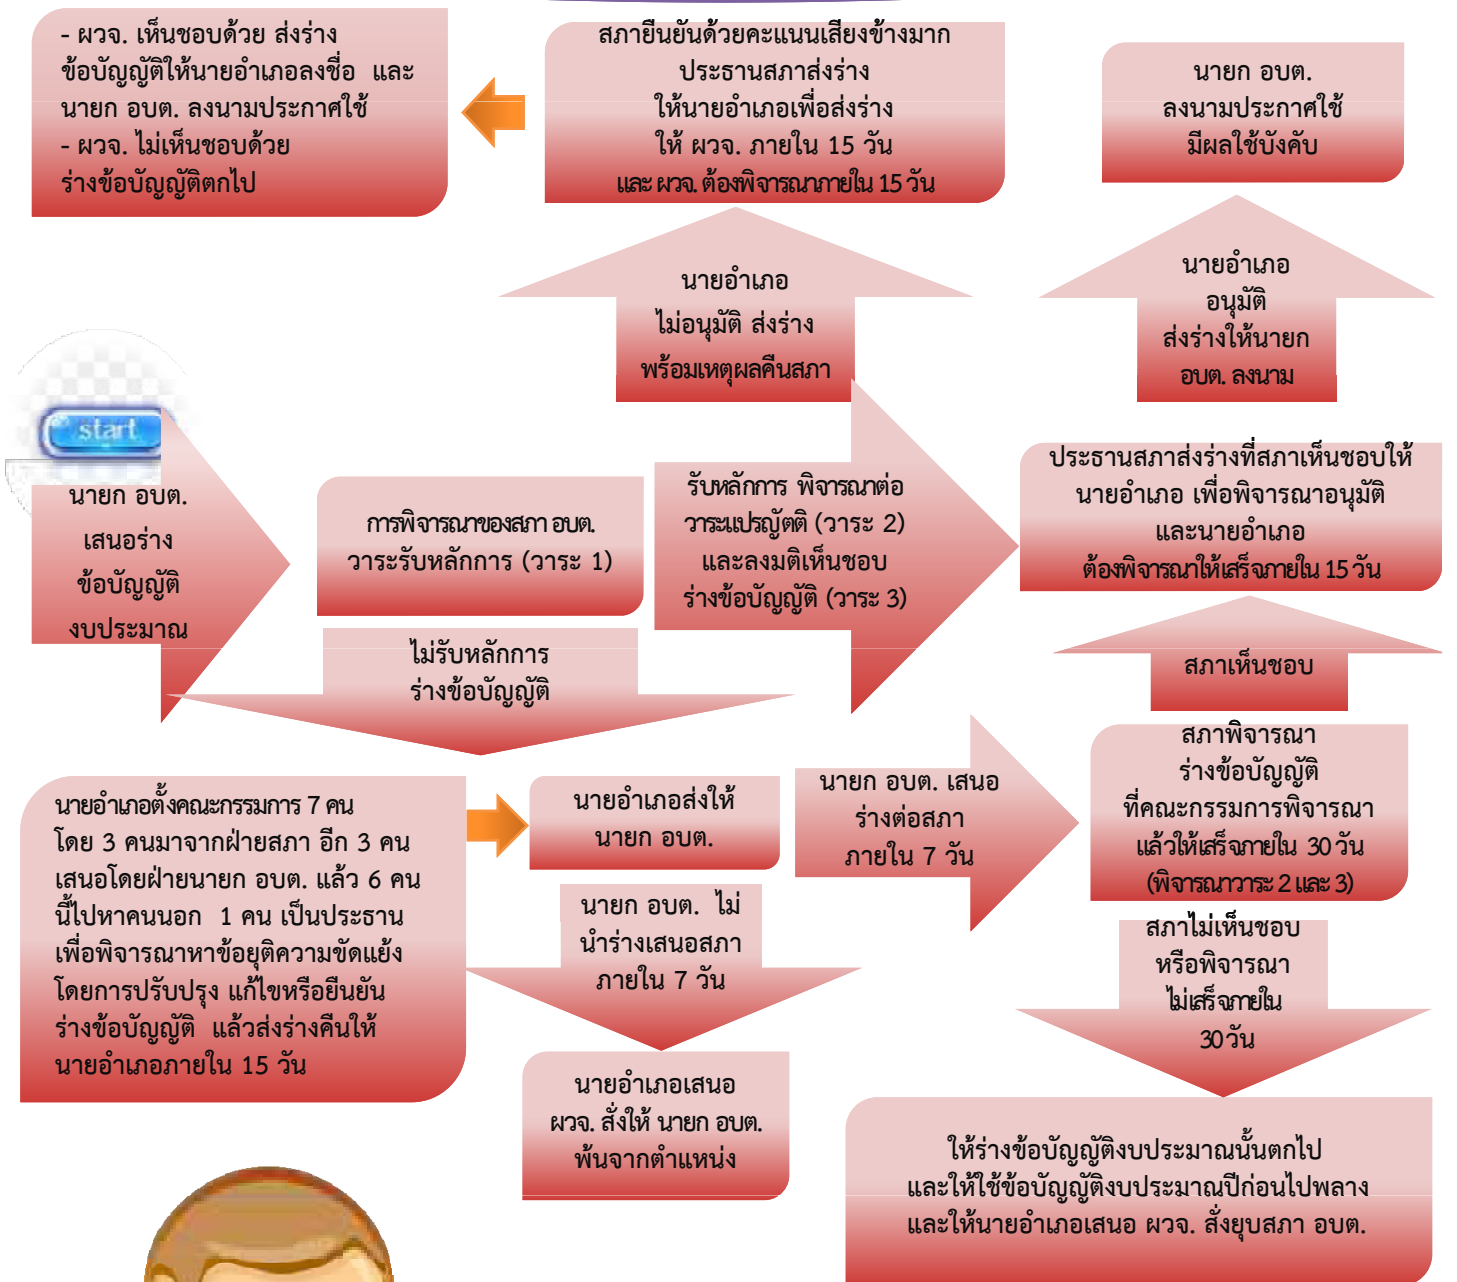 - ผวจ. เห็นชอบด้วย ส่งร่าง
ข้อบัญญัติให้นายอำเภอลงชื่อ และ
นายก อบต. ลงนามประกาศใช้
- ผวจ. ไม่เห็นชอบด้วย
ร่างข้อบัญญัติตกไป
สภายืนยันด้วยคะแนนเสียงข้างมาก
ประธานสภาส่งร่าง
ให้นายอำเภอเพื่อส่งร่าง
ให้ ผวจ. ภายใน 15 วัน
และ ผวจ. ต้องพิจารณาภายใน 15 วัน
นายก อบต.
ลงนามประกาศใช้
มีผลใช้บังคับ
นายอำเภอ
ไม่อนุมัติ ส่งร่าง
พร้อมเหตุผลคืนสภา
นายอำเภอ
อนุมัติ
ส่งร่างให้นายก
อบต. ลงนาม
start
นายก อบต.
เสนอร่าง
ข้อบัญญัติ
งบประมาณ
การพิจารณาของสภา อบต.
วาระรับหลักการ (วาระ 1)
รับหลักการ พิจารณาต่อ
วาระแปรญัตติ (วาระ 2)
และลงมติเห็นชอบ
ร่างข้อบัญญัติ (วาระ 3)
ประธานสภาส่งร่างที่สภาเห็นชอบให้
นายอำเภอ เพื่อพิจารณาอนุมัติ
และนายอำเภอ
ต้องพิจารณาให้เสร็จภายใน 15 วัน
ไม่รับหลักการ
ร่างข้อบัญญัติ
สภาเห็นชอบ
นายอำเภอตั้งคณะกรรมการ 7 คน
โดย 3 คนมาจากฝ่ายสภา อีก 3 คน
เสนอโดยฝ่ายนายก อบต. แล้ว 6 คน
นี้ไปหาคนนอก 1 คน เป็นประธาน
เพื่อพิจารณาหาข้อยุติความขัดแย้ง
โดยการปรับปรุง แก้ไขหรือยืนยัน
ร่างข้อบัญญัติ แล้วส่งร่างคืนให้
นายอำเภอภายใน 15 วัน
นายอำเภอส่งให้
นายก อบต.
นายก อบต. เสนอ
ร่างต่อสภา
ภายใน 7 วัน
สภาพิจารณา
ร่างข้อบัญญัติ
ที่คณะกรรมการพิจารณา
แล้วให้เสร็จภายใน 30 วัน
(พิจารณาวาระ 2 และ 3)
นายก อบต. ไม่
นำร่างเสนอสภา
ภายใน 7 วัน
สภาไม่เห็นชอบ
หรือพิจารณา
ไม่เสร็จภายใน
30 วัน
นายอำเภอเสนอ
ผวจ. สั่งให้ นายก อบต.
พ้นจากตำแหน่ง
ให้ร่างข้อบัญญัติงบประมาณนั้นตกไป
และให้ใช้ข้อบัญญัติงบประมาณปีก่อนไปพลาง
และให้นายอำเภอเสนอ ผวจ. สั่งยุบสภา อบต.